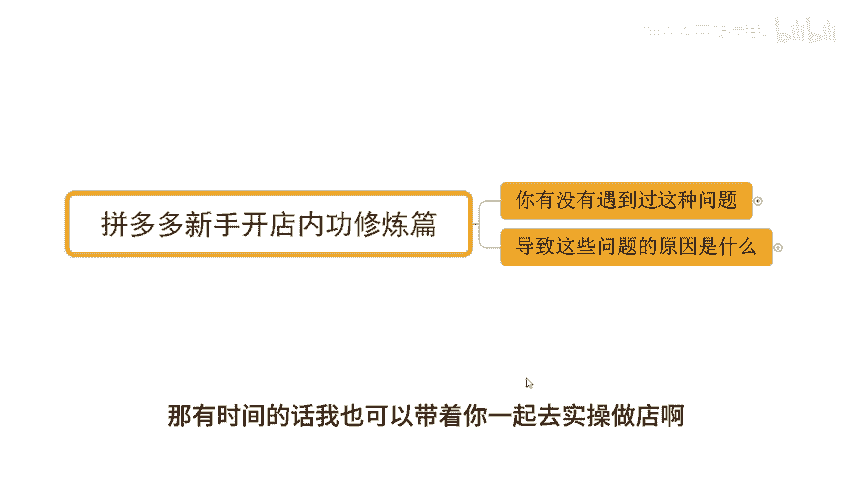 拼多多新手开店内功修炼篇
你有没有遇到过这种问题
导致这些问题的原因是什么
那有时间的话我也可以带着你一起去实操做店啊